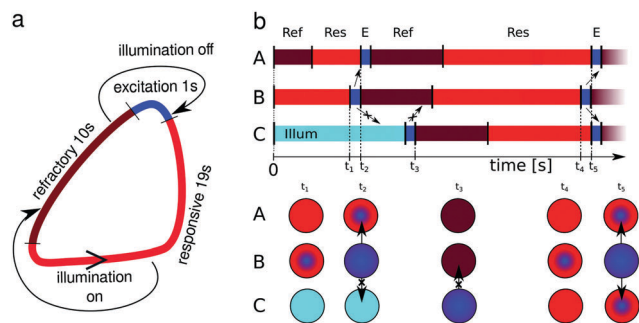 a
illumination off
excitation 1s
refractory 10s
responsive 19s
illumination
on
b
Ref Res E Ref Res E
A
B
C Illum
time [s]
0 t₁ t₂ t₃ t₄ t₅
t₁ t₂ t₃ t₄ t₅
A
B
C